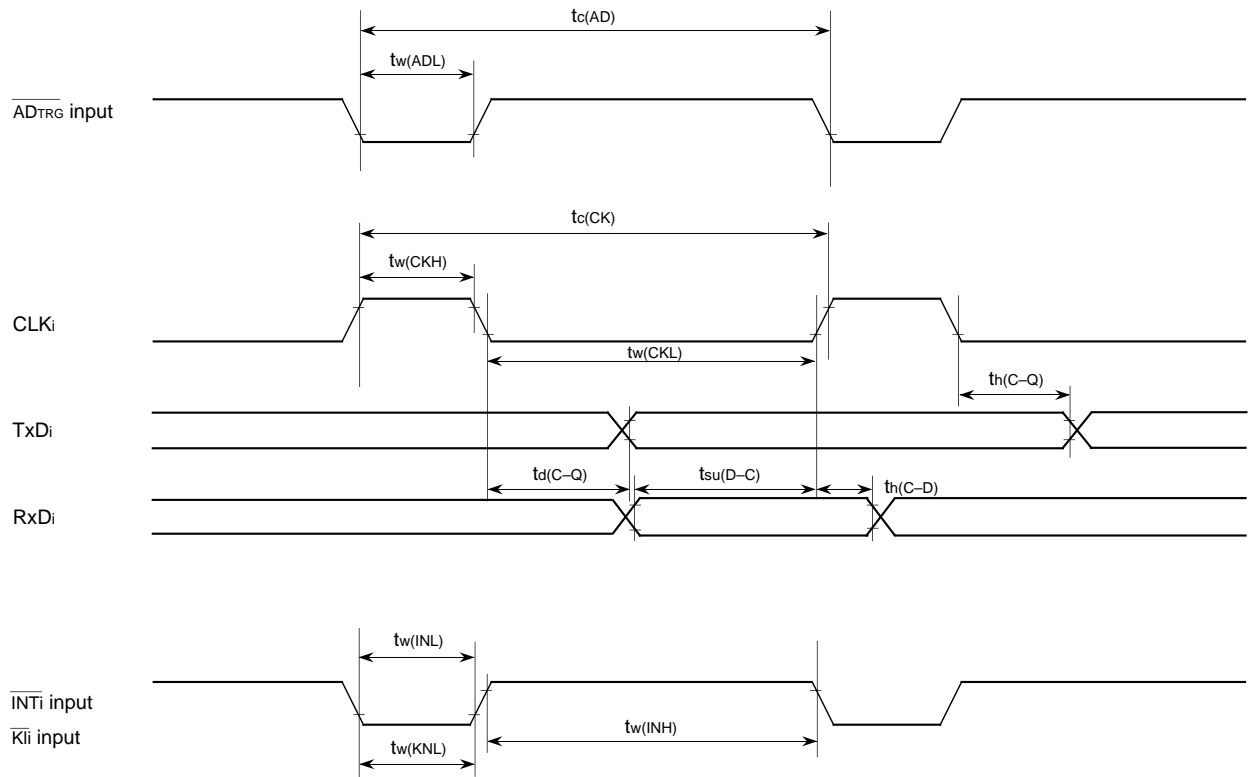 tc(AD)
tw(ADL)
ADTRG input
tc(CK)
tw(CKH)
CLKi
tw(CKL)
th(C–Q)
TxDi
td(C–Q)
tsu(D–C)
th(C–D)
RxDi
tw(INL)
INTi input
KIi input
tw(INH)
tw(KNL)